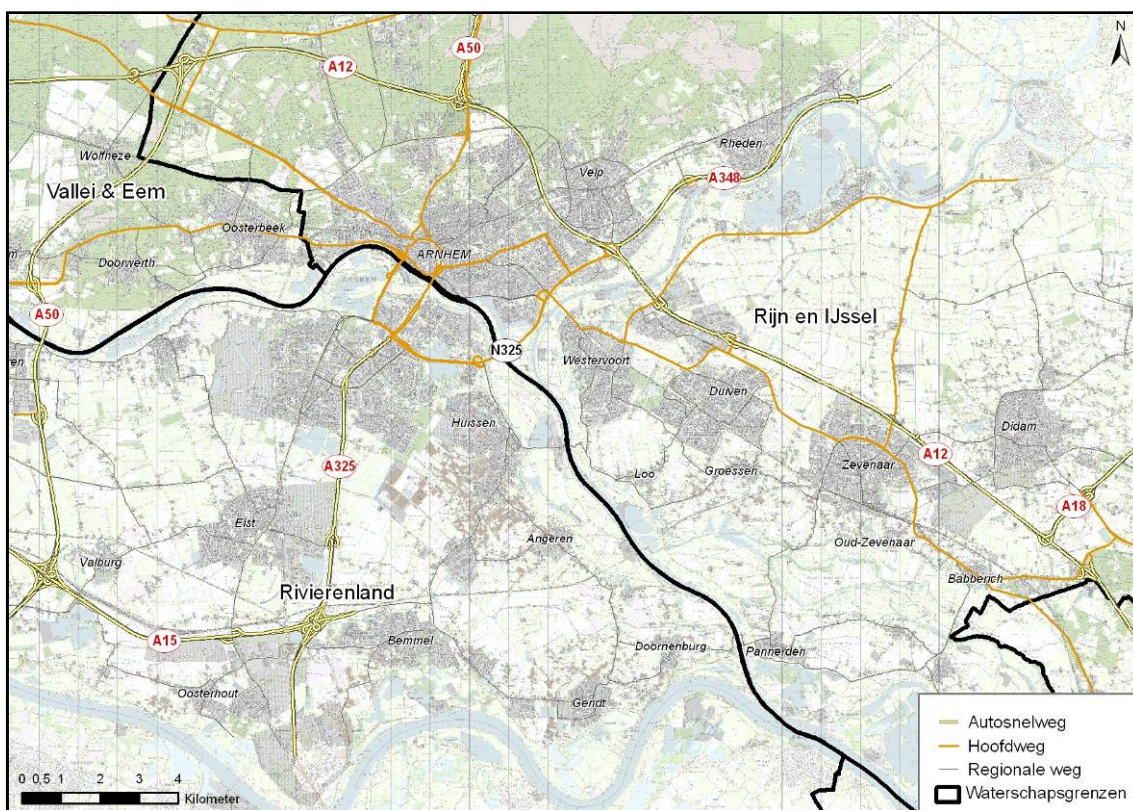 N
A50
A12
Rheden
Wolfheze
Velp
A348
Vallei & Eem
Oosterbeek
ARNHEM
Doorwerth
ARNHEM
A50
Rijn en IJssel
N325
Westervoort
Duiven
Huissen
Didam
A12
A325
Zevenaar
Loo
Groessen
A18
Elst
Angeren
Oud-Zevenaar
Valburg
Babberich
Rivierenland
A15
Bemmel
Doornenburg
Pannerden
Oosterhout
Gendt
Autosnelweg
Hoofdweg
Regionale weg
Waterschapsgrenzen
0 0,5 1 2 3 4
Kilometer